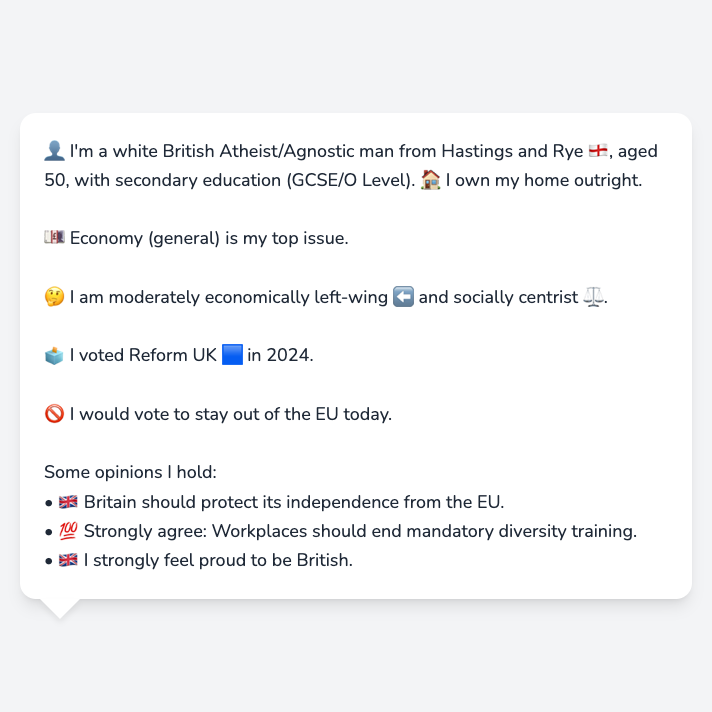 👤 I'm a white British Atheist/Agnostic man from Hastings and Rye 🏴󠁧󠁢󠁥󠁮󠁧󠁿, aged
50, with secondary education (GCSE/O Level). 🏠 I own my home outright.
💷 Economy (general) is my top issue.
🤔 I am moderately economically left-wing ⬅️ and socially centrist ⚖️.
🗳️ I voted Reform UK 🟦 in 2024.
🚫 I would vote to stay out of the EU today.
Some opinions I hold:
• 🇬🇧 Britain should protect its independence from the EU.
• 💯 Strongly agree: Workplaces should end mandatory diversity training.
• 🇬🇧 I strongly feel proud to be British.